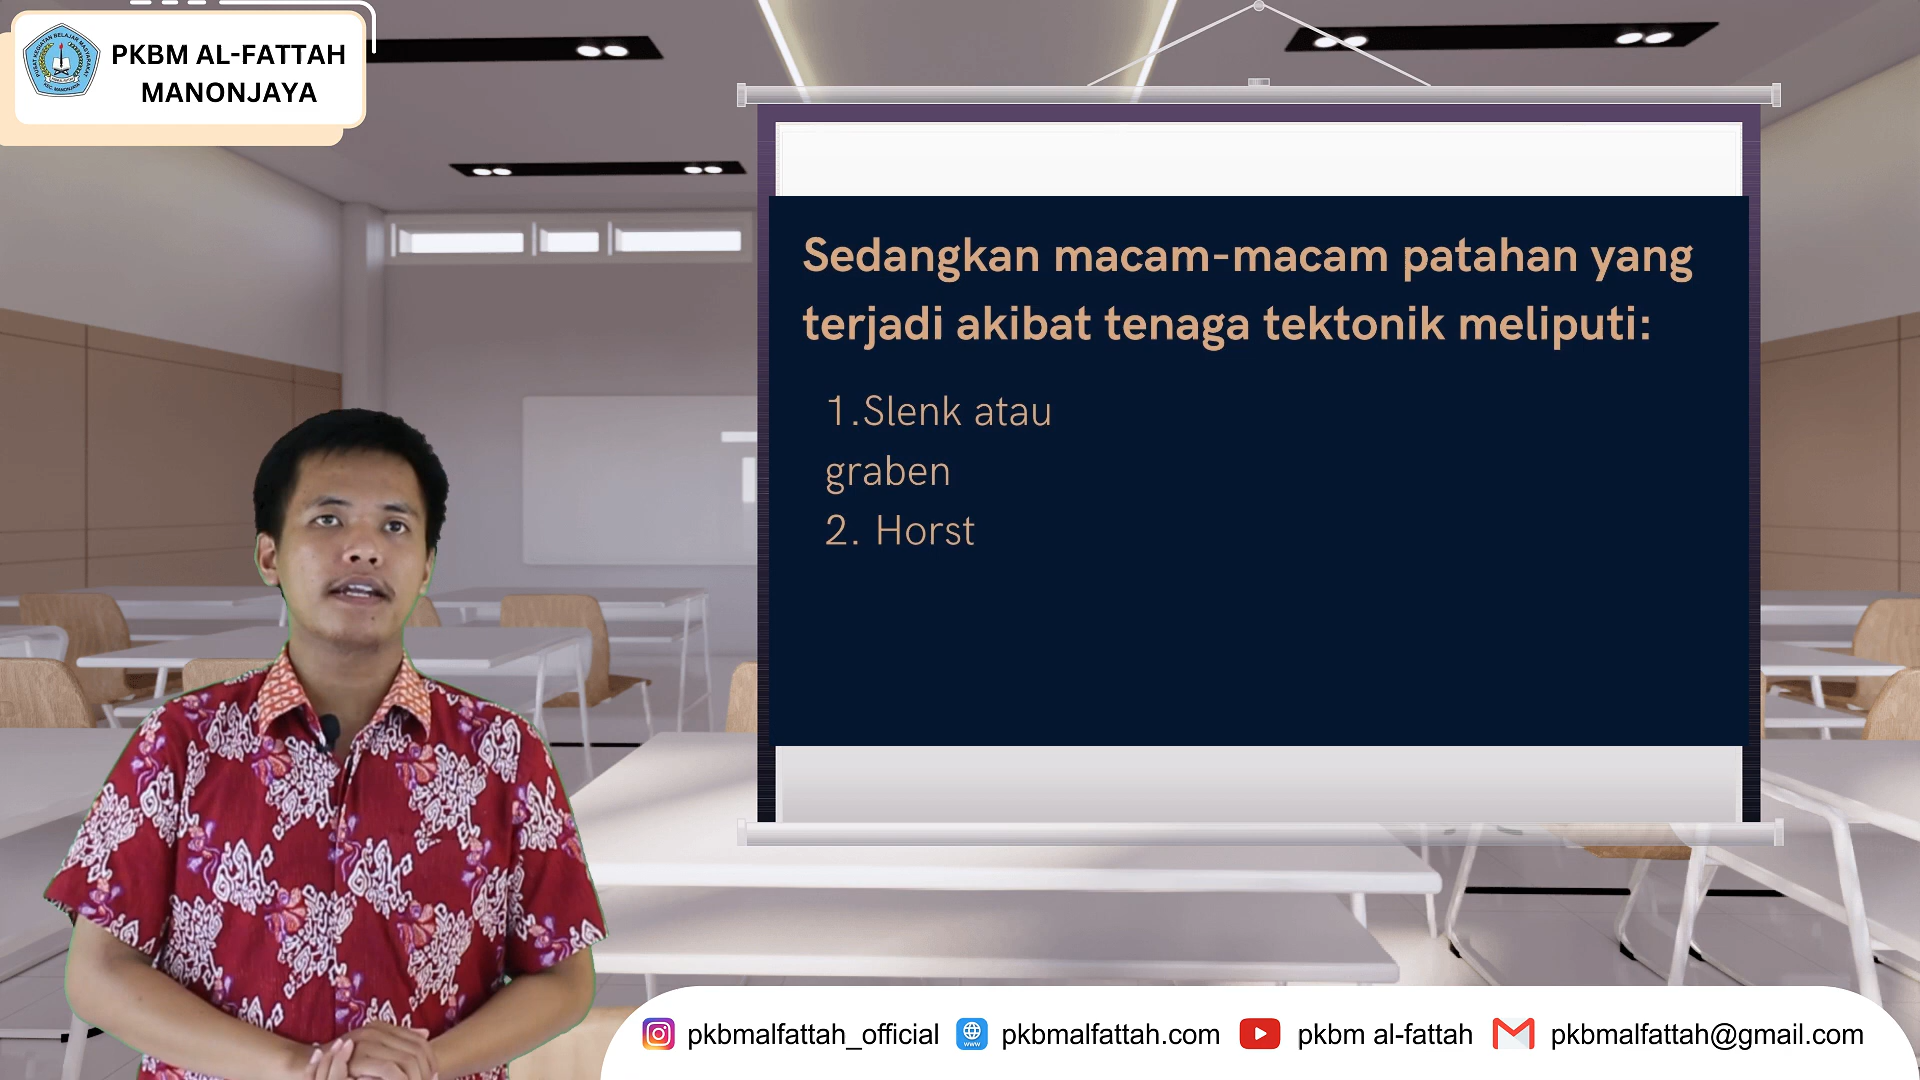 PKBM AL-FATTAH
MANONJAYA
Sedangkan macam-macam patahan yang
terjadi akibat tenaga tektonik meliputi:
1.Slenk atau
graben
2. Horst
pkbmalfattah_official
www
pkbmalfattah.com
pkbm al-fattah
pkbmalfattah@gmail.com